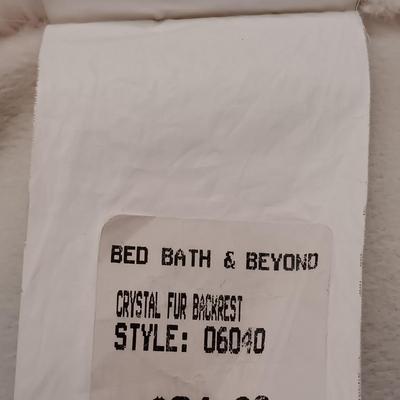 BED BATH & BEYOND
CRYSTAL FUR BACKREST
STYLE: 06040